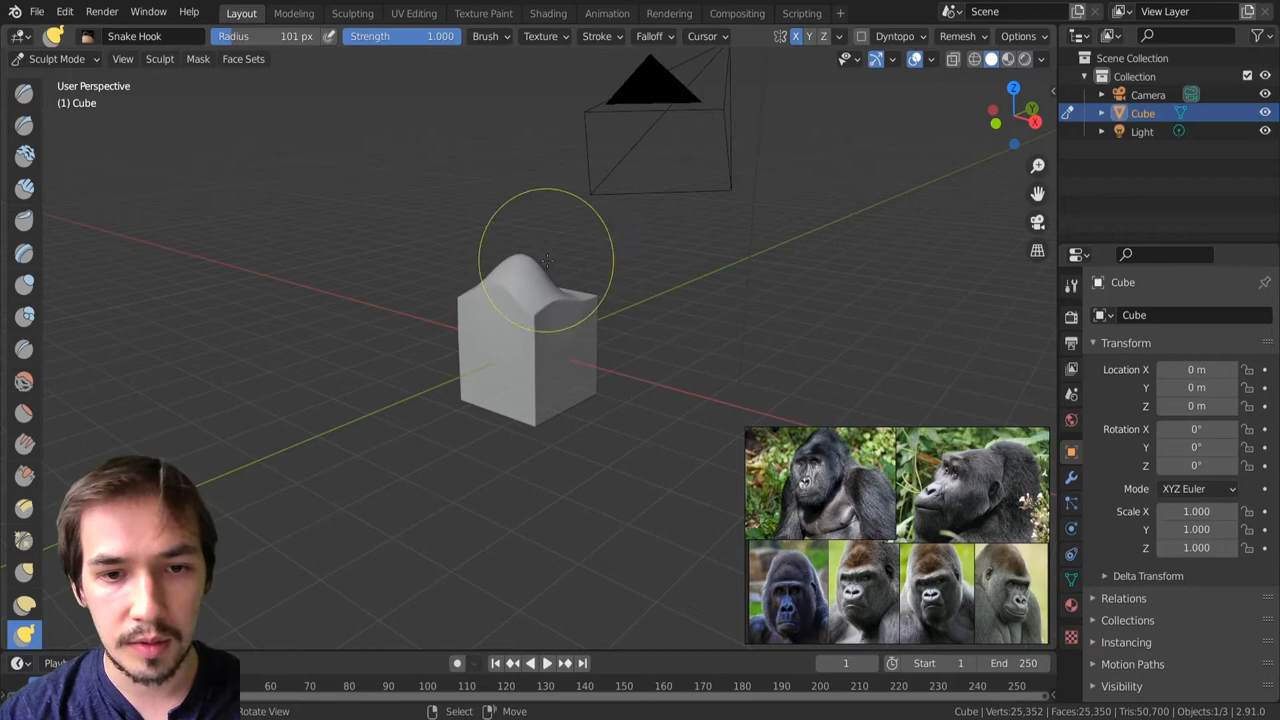 File Edit Render Window Help Layout Modeling Sculpting UV Editing Texture Paint Shading Animation Rendering Compositing Scripting + Scene View Layer
Snake Hook Radius 101 px Strength 1.000 Brush Texture Stroke Falloff Cursor X Y Z Dyntopo Remesh Options
Sculpt Mode View Sculpt Mask Face Sets
Scene Collection
Collection
Camera
Cube
Light
User Perspective
(1) Cube
Z
Y
X
Cube
Cube
Transform
Location X 0 m
Y 0 m
Z 0 m
Rotation X 0°
Y 0°
Z 0°
Mode XYZ Euler
Scale X 1.000
Y 1.000
Z 1.000
Delta Transform
Relations
Collections
Instancing
Motion Paths
Visibility
1 Start 1 End 250
60 70 80 90 100 110 120 130 140 150 160 170 180 190 200 210 220 230 240 250
Rotate View Select Move Cube | Verts:25,352 | Faces:25,350 | Tris:50,700 | Objects:1/3 | 2.91.0